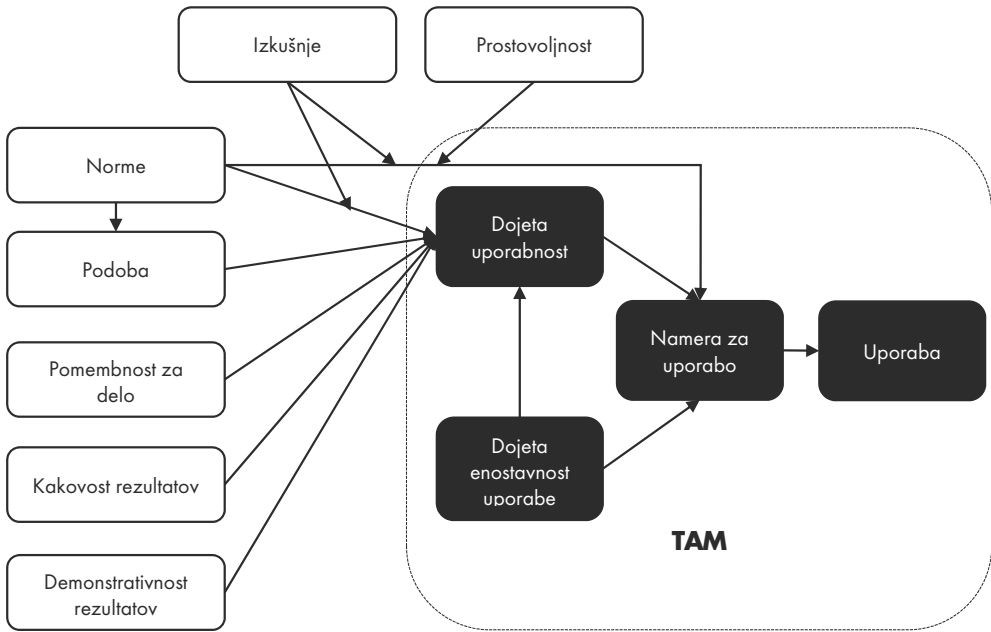 Izkušnje
Prostovoljnost
Norme
Podoba
Pomembnost za
delo
Kakovost rezultatov
Demonstrativnost
rezultatov
Dojeta
uporabnost
Dojeta
enostavnost
uporabe
Namera za
uporabo
Uporaba
TAM